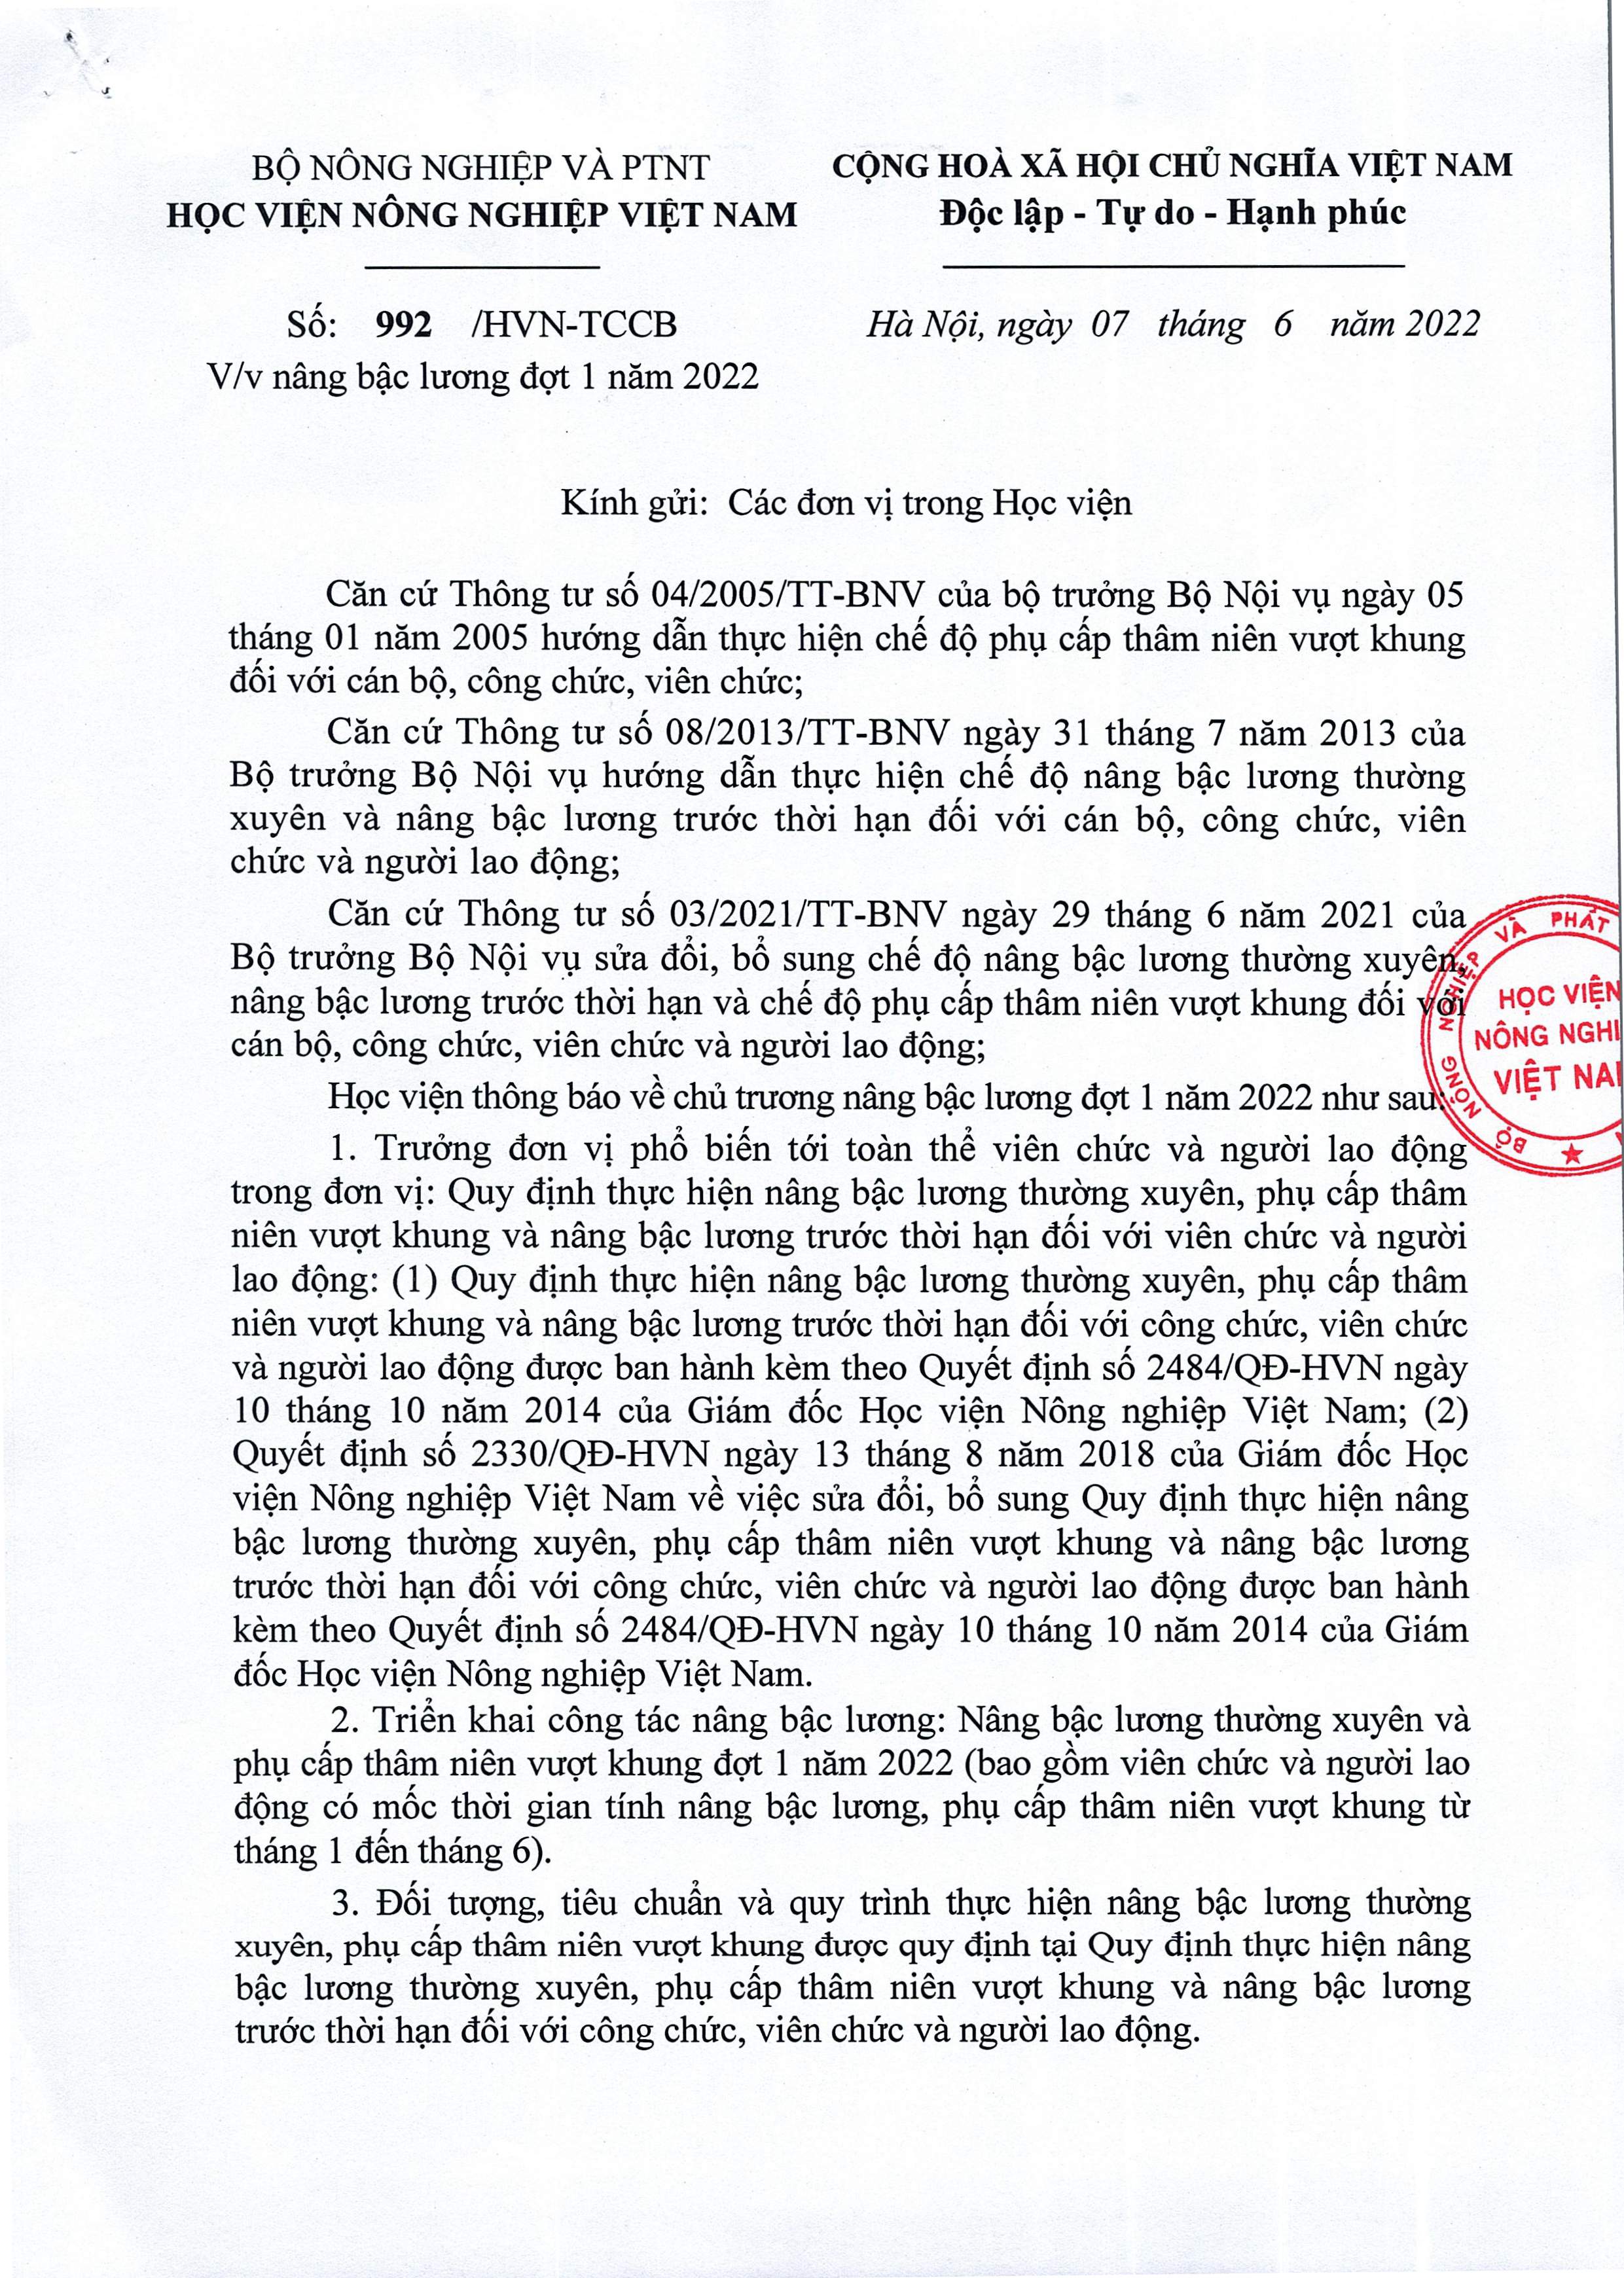 BỘ NÔNG NGHIỆP VÀ PTNT
HỌC VIỆN NÔNG NGHIỆP VIỆT NAM
CỘNG HOÀ XÃ HỘI CHỦ NGHĨA VIỆT NAM
Độc lập - Tự do - Hạnh phúc
Số: 992 /HVN-TCCB
V/v nâng bậc lương đợt 1 năm 2022
Hà Nội, ngày 07 tháng 6 năm 2022
Kính gửi: Các đơn vị trong Học viện
Căn cứ Thông tư số 04/2005/TT-BNV của bộ trưởng Bộ Nội vụ ngày 05
tháng 01 năm 2005 hướng dẫn thực hiện chế độ phụ cấp thâm niên vượt khung
đối với cán bộ, công chức, viên chức;
Căn cứ Thông tư số 08/2013/TT-BNV ngày 31 tháng 7 năm 2013 của
Bộ trưởng Bộ Nội vụ hướng dẫn thực hiện chế độ nâng bậc lương thường
xuyên và nâng bậc lương trước thời hạn đối với cán bộ, công chức, viên
chức và người lao động;
Căn cứ Thông tư số 03/2021/TT-BNV ngày 29 tháng 6 năm 2021 của
Bộ trưởng Bộ Nội vụ sửa đổi, bổ sung chế độ nâng bậc lương thường xuyên,
nâng bậc lương trước thời hạn và chế độ phụ cấp thâm niên vượt khung đối với
cán bộ, công chức, viên chức và người lao động;
Học viện thông báo về chủ trương nâng bậc lương đợt 1 năm 2022 như sau:
1. Trưởng đơn vị phổ biến tới toàn thể viên chức và người lao động
trong đơn vị: Quy định thực hiện nâng bậc lương thường xuyên, phụ cấp thâm
niên vượt khung và nâng bậc lương trước thời hạn đối với viên chức và người
lao động: (1) Quy định thực hiện nâng bậc lương thường xuyên, phụ cấp thâm
niên vượt khung và nâng bậc lương trước thời hạn đối với công chức, viên chức
và người lao động được ban hành kèm theo Quyết định số 2484/QĐ-HVN ngày
10 tháng 10 năm 2014 của Giám đốc Học viện Nông nghiệp Việt Nam; (2)
Quyết định số 2330/QĐ-HVN ngày 13 tháng 8 năm 2018 của Giám đốc Học
viện Nông nghiệp Việt Nam về việc sửa đổi, bổ sung Quy định thực hiện nâng
bậc lương thường xuyên, phụ cấp thâm niên vượt khung và nâng bậc lương
trước thời hạn đối với công chức, viên chức và người lao động được ban hành
kèm theo Quyết định số 2484/QĐ-HVN ngày 10 tháng 10 năm 2014 của Giám
đốc Học viện Nông nghiệp Việt Nam.
2. Triển khai công tác nâng bậc lương: Nâng bậc lương thường xuyên và
phụ cấp thâm niên vượt khung đợt 1 năm 2022 (bao gồm viên chức và người lao
động có mốc thời gian tính nâng bậc lương, phụ cấp thâm niên vượt khung từ
tháng 1 đến tháng 6).
3. Đối tượng, tiêu chuẩn và quy trình thực hiện nâng bậc lương thường
xuyên, phụ cấp thâm niên vượt khung được quy định tại Quy định thực hiện nâng
bậc lương thường xuyên, phụ cấp thâm niên vượt khung và nâng bậc lương
trước thời hạn đối với công chức, viên chức và người lao động.
BỘ NÔNG NGHIỆP VÀ PHÁT
HỌC VIỆN
NÔNG NGHI
VIỆT NA